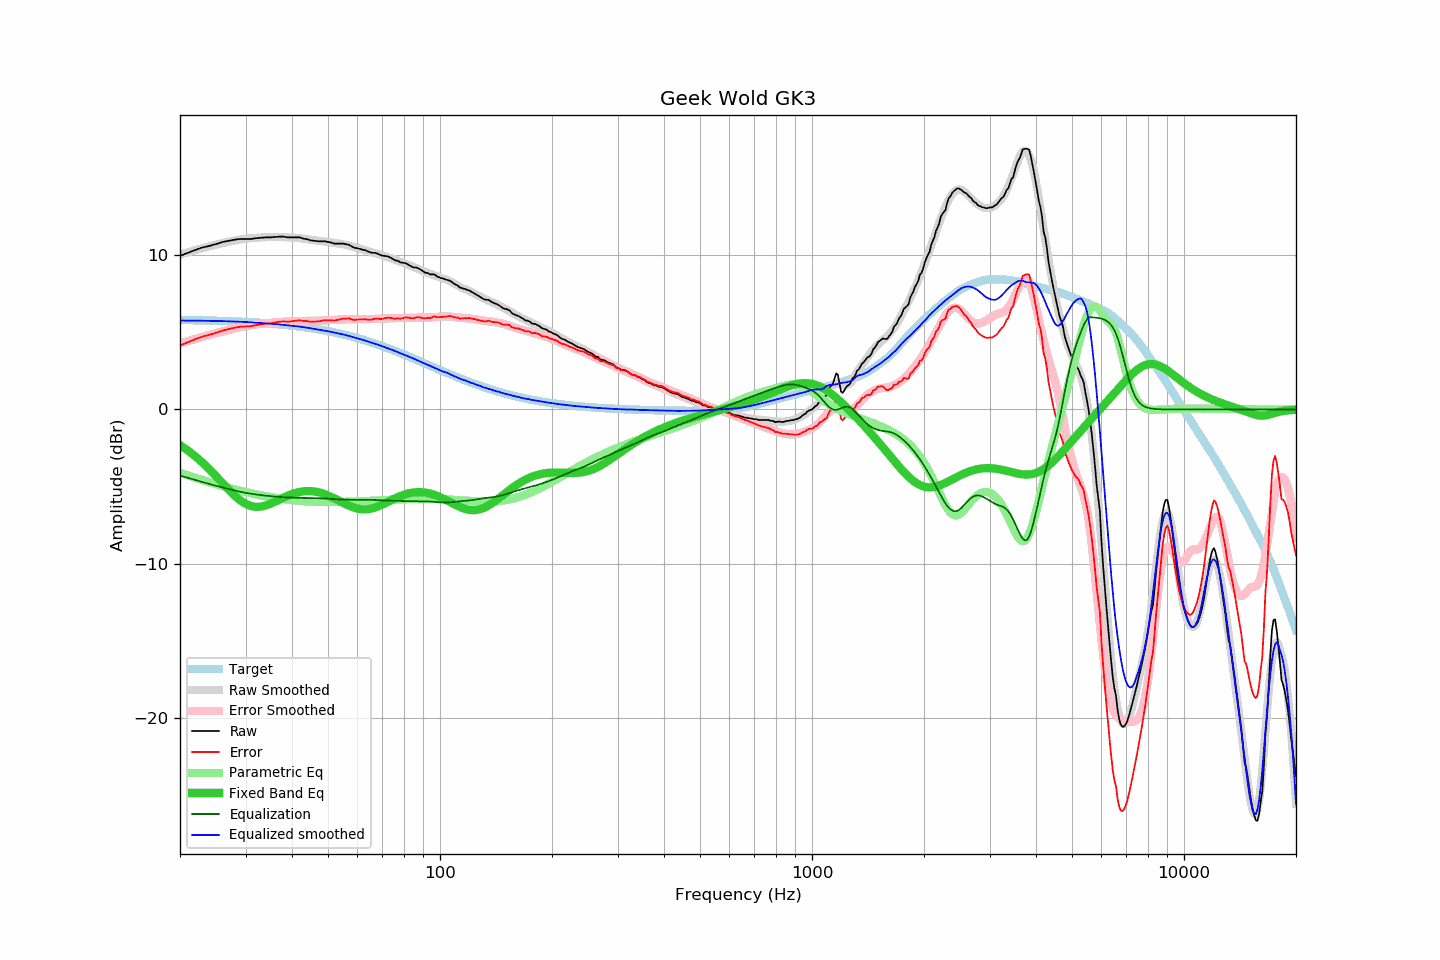 Geek Wold GK3
Amplitude (dBr)
10
0
−10
−20
Target
Raw Smoothed
Error Smoothed
Raw
Error
Parametric Eq
Fixed Band Eq
Equalization
Equalized smoothed
100
1000
10000
Frequency (Hz)